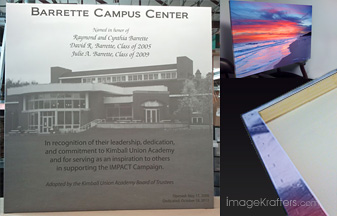 BARRETTE CAMPUS CENTER
Named in honor of
Raymond and Cynthia Barrette
David R. Barrette, Class of 2005
Julie A. Barrette, Class of 2009
In recognition of their leadership, dedication,
and commitment to Kimball Union Academy
and for serving as an inspiration to others
in supporting the IMPACT Campaign.
Adopted by the Kimball Union Academy Board of Trustees
ImageKrafters.com